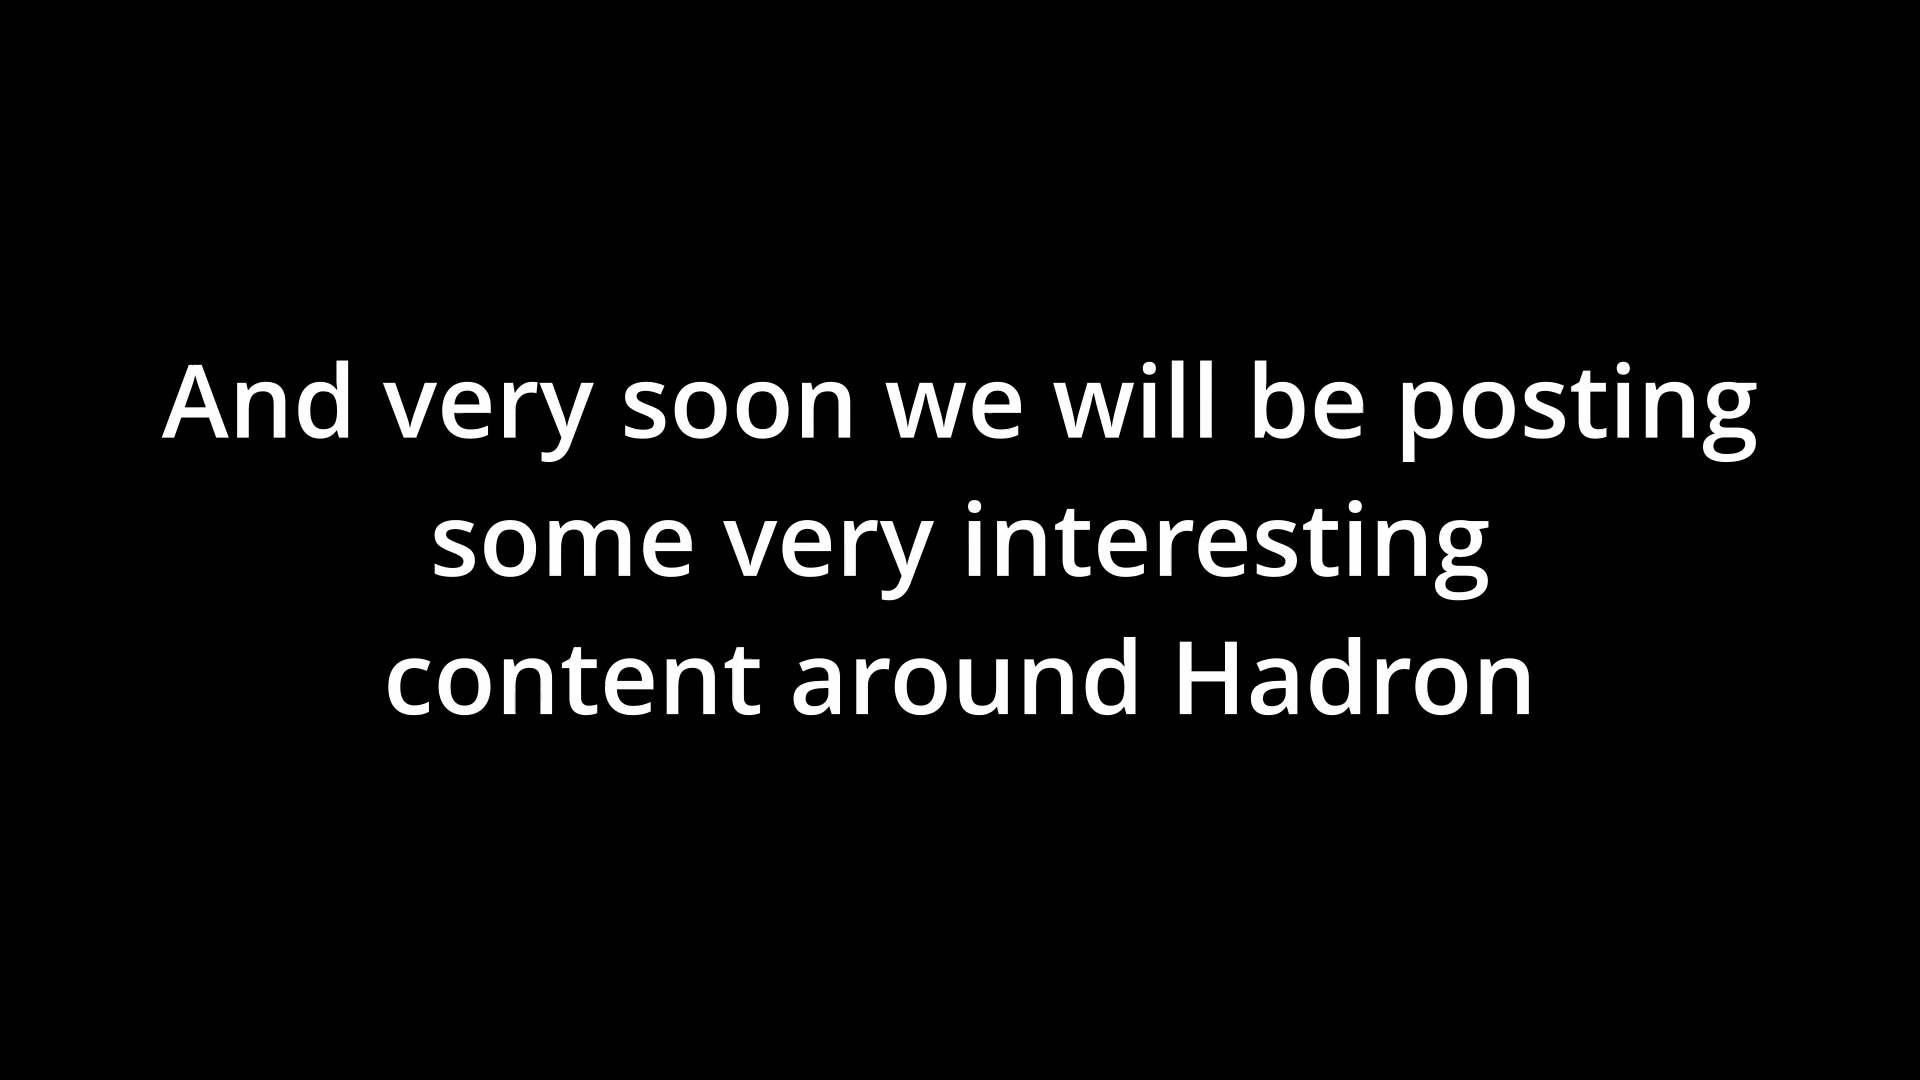 And very soon we will be posting
some very interesting
content around Hadron